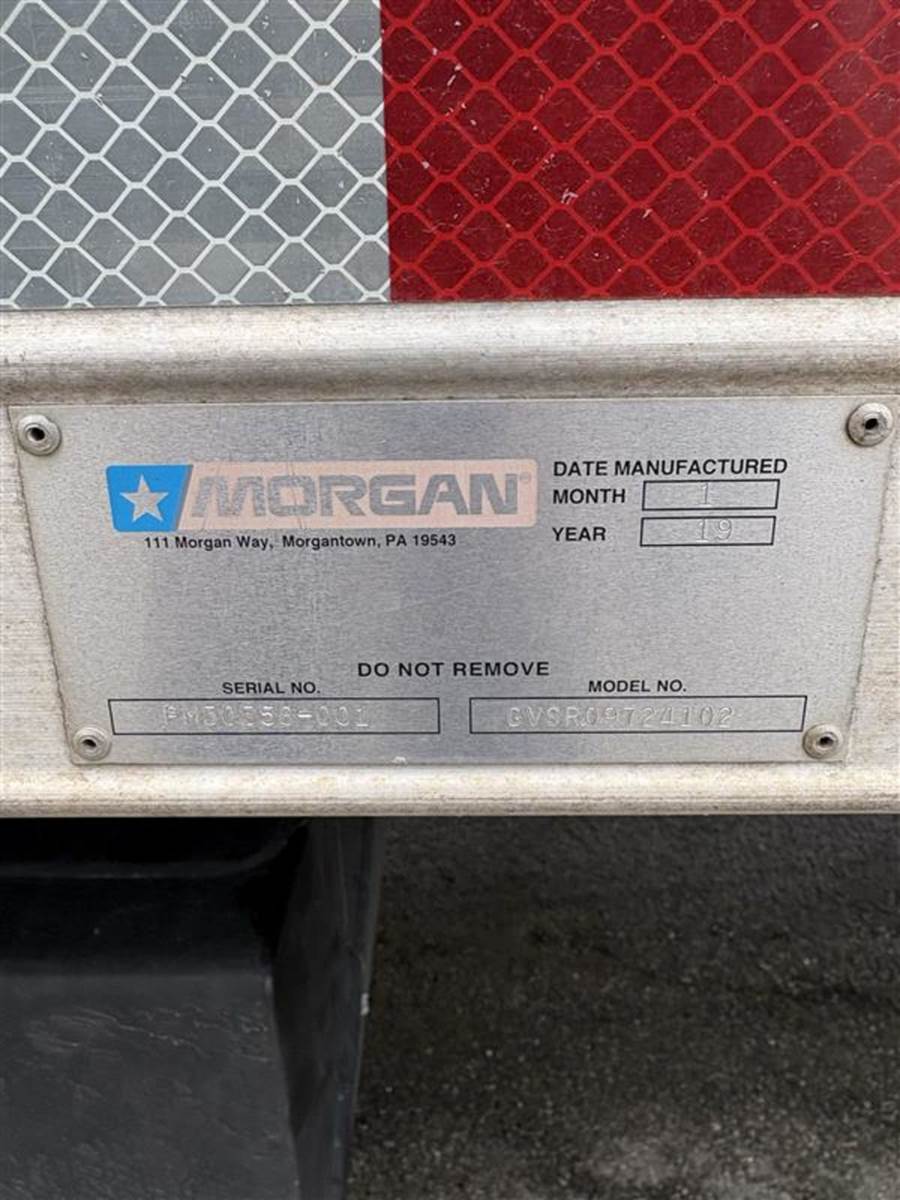 MORGAN®
111 Morgan Way, Morgantown, PA 19543
DATE MANUFACTURED
MONTH 1
YEAR 19
DO NOT REMOVE
SERIAL NO.
MODEL NO.
GVSR09724102